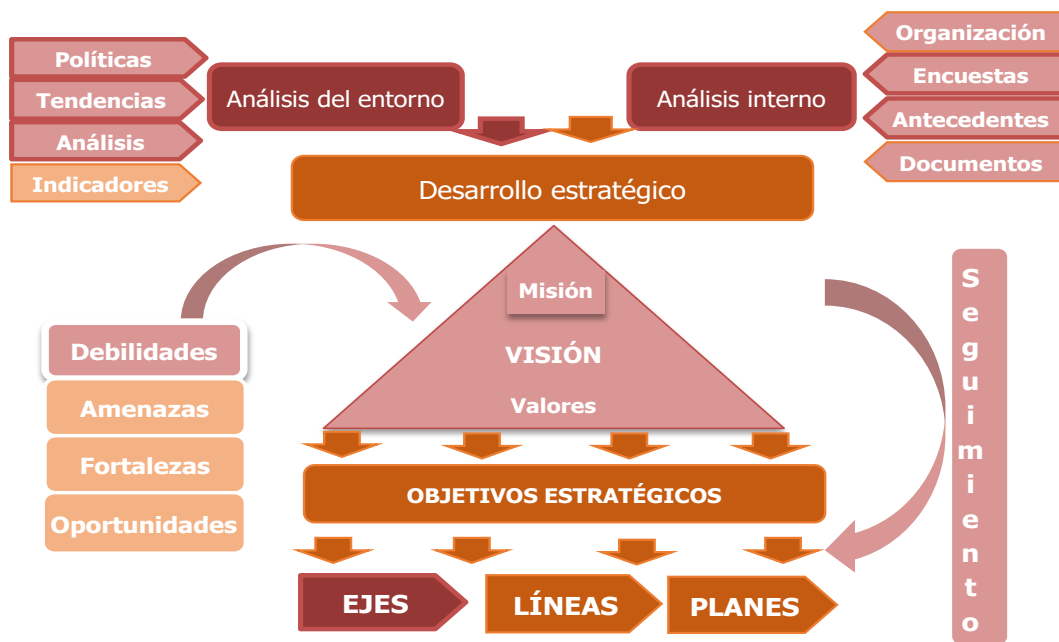 Políticas
Tendencias
Análisis
Indicadores
Análisis del entorno
Análisis interno
Organización
Encuestas
Antecedentes
Documentos
Desarrollo estratégico
Misión
VISIÓN
Valores
Debilidades
Amenazas
Fortalezas
Oportunidades
OBJETIVOS ESTRATÉGICOS
EJES
LÍNEAS
PLANES
Seguimiento